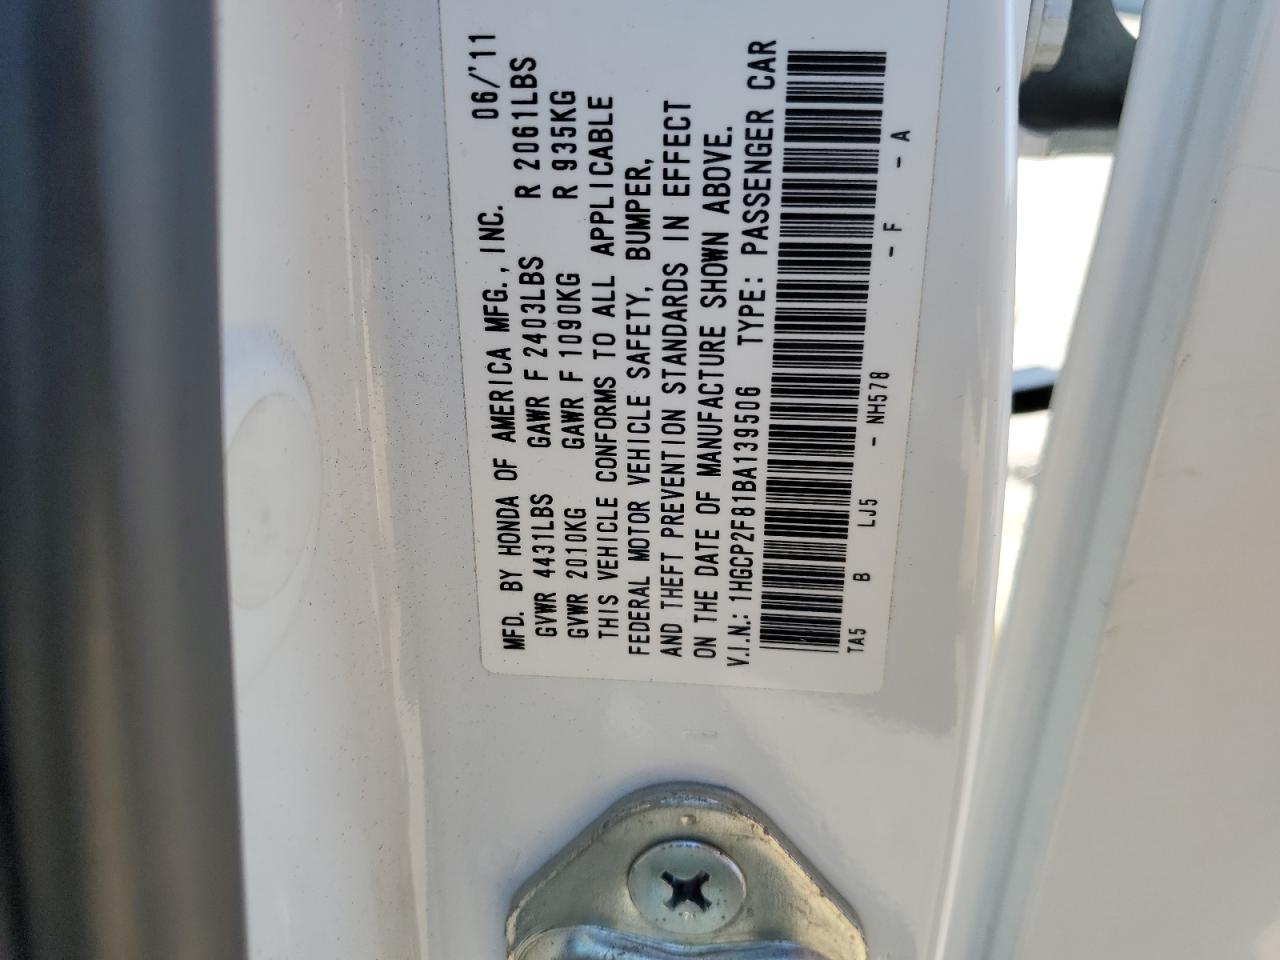 MFD. BY HONDA OF AMERICA MFG., INC. 06/'11
GVWR 4431LBS GAWR F 2403LBS R 2061LBS
GVWR 2010KG GAWR F 1090KG R 935KG
THIS VEHICLE CONFORMS TO ALL APPLICABLE
FEDERAL MOTOR VEHICLE SAFETY, BUMPER,
AND THEFT PREVENTION STANDARDS IN EFFECT
ON THE DATE OF MANUFACTURE SHOWN ABOVE.
V.I.N.: 1HGCP2F81BA139506 TYPE: PASSENGER CAR
TA5 B LJ5 - NH578 - F - A